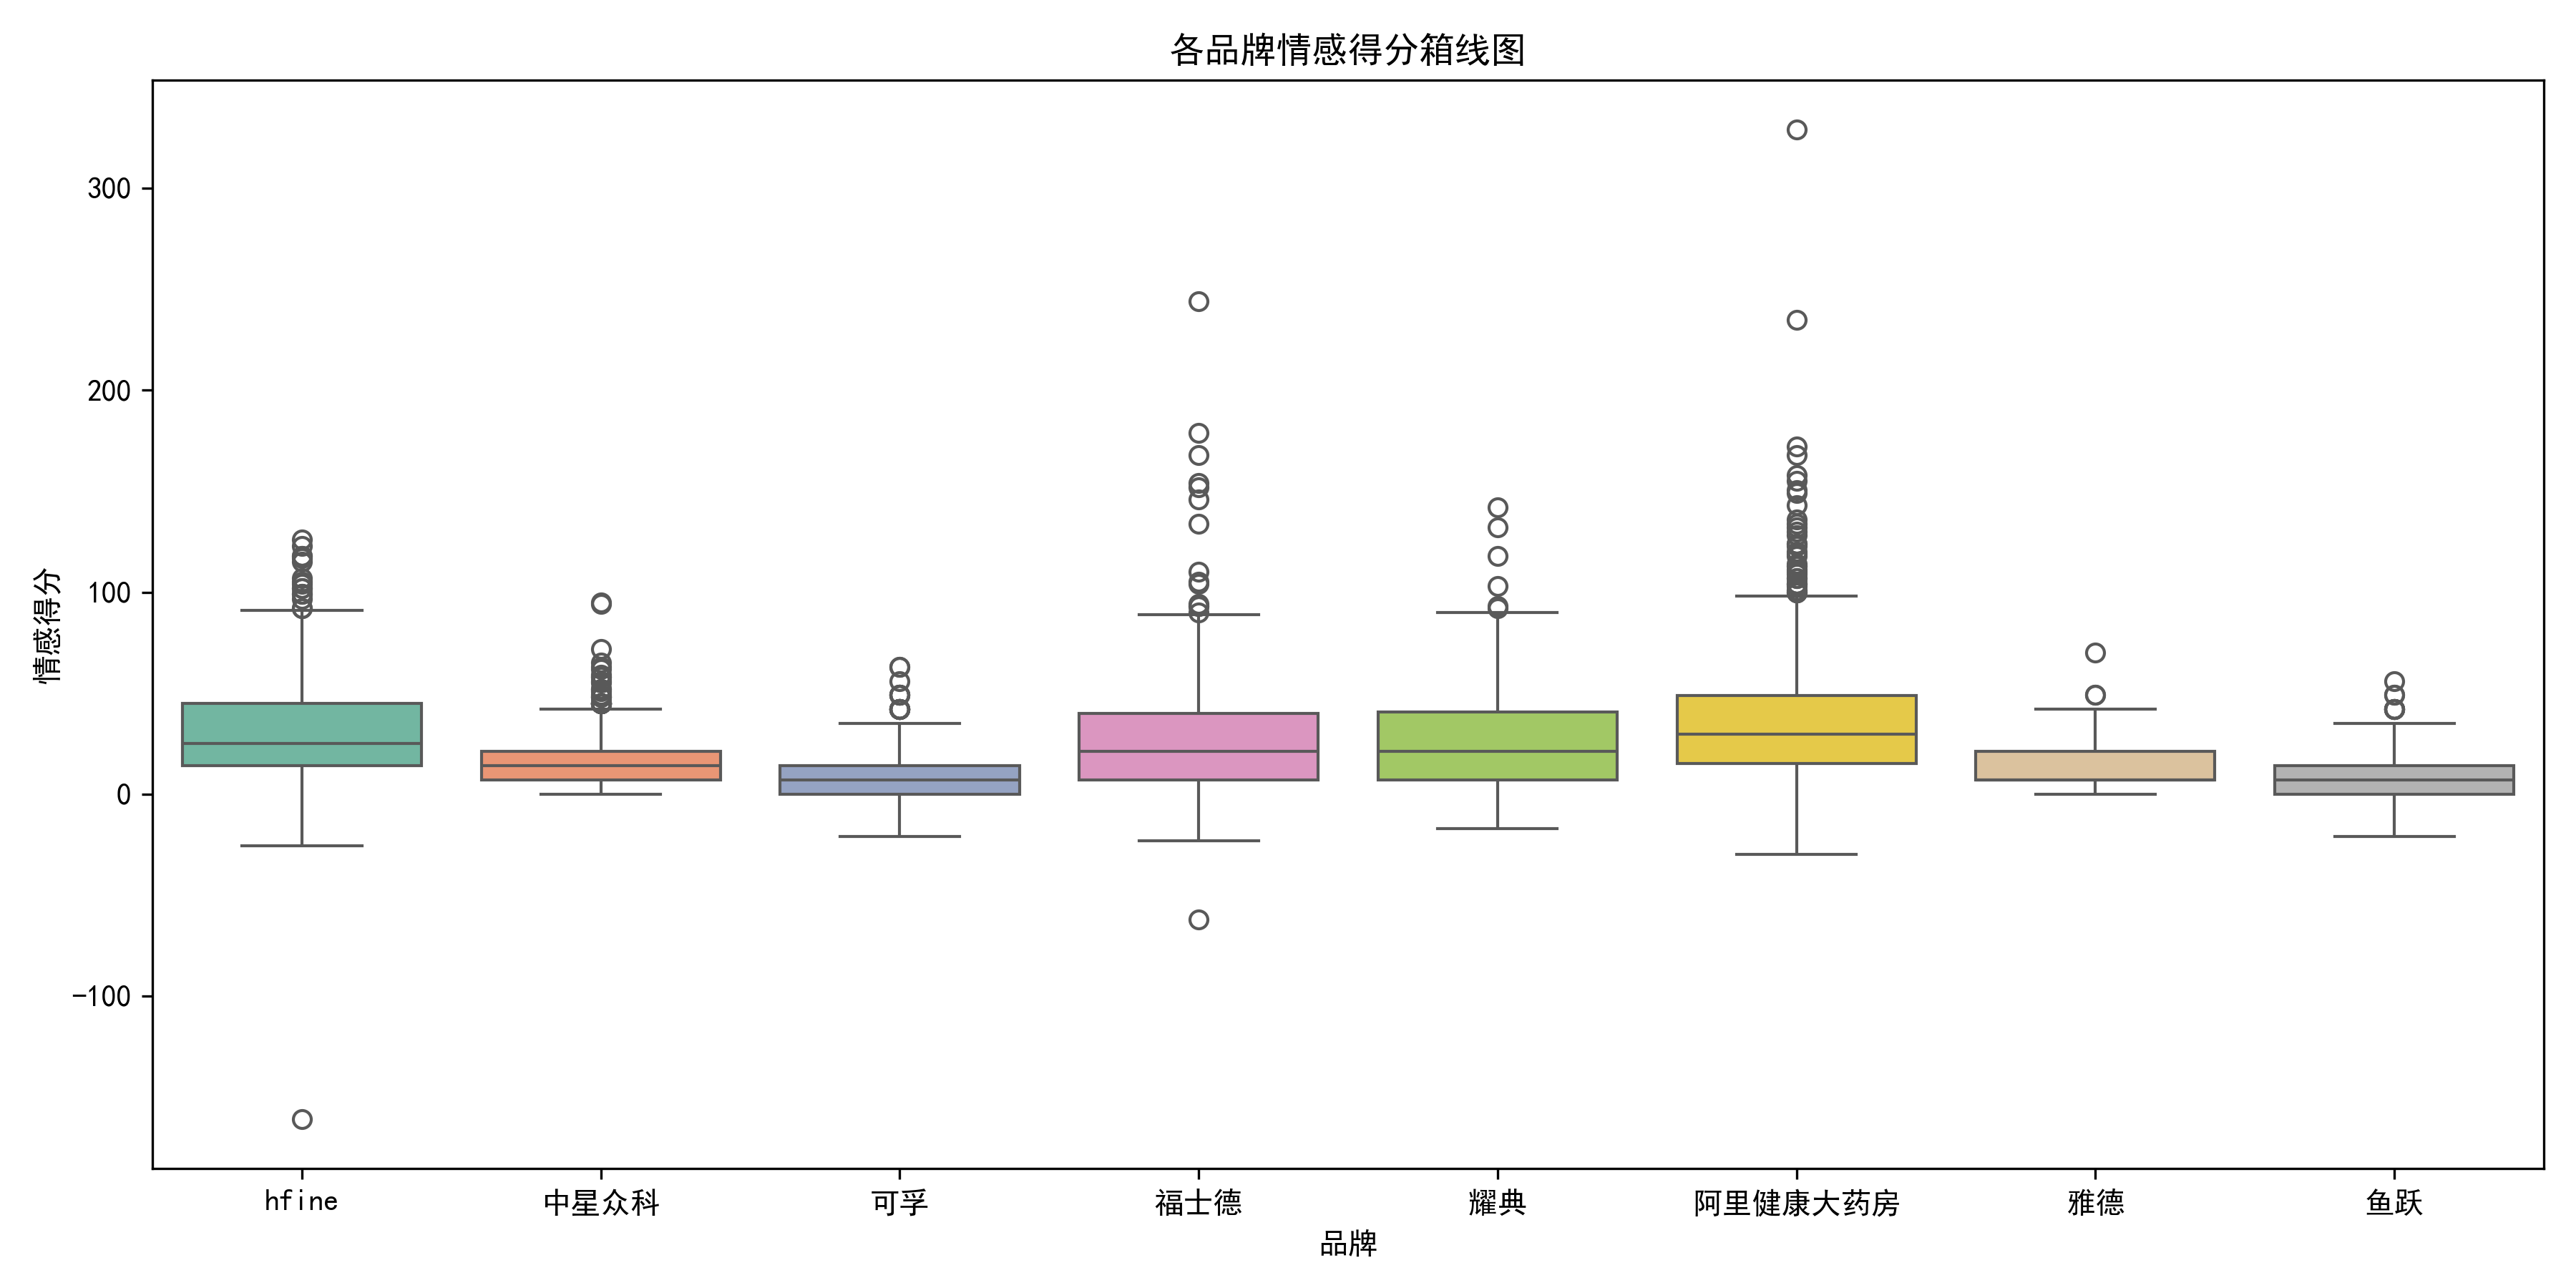 各品牌情感得分箱线图
情感得分
300
200
100
0
−100
hfine 中星众科 可孚 福士德 耀典 阿里健康大药房 雅德 鱼跃
品牌